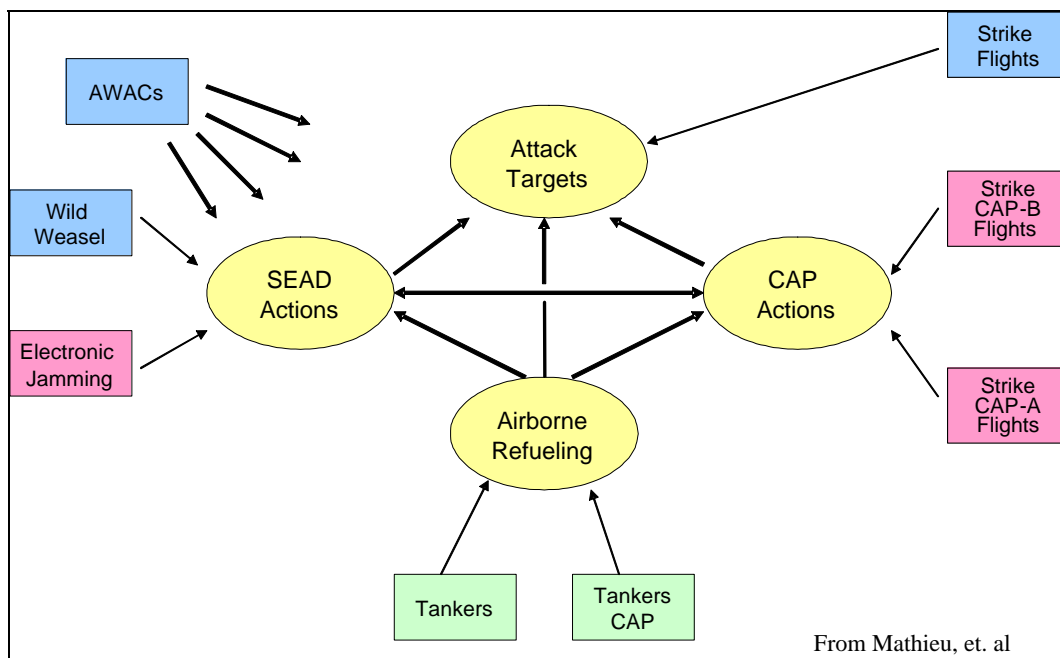 Strike
Flights
AWACs
Attack
Targets
Wild
Weasel
Strike
CAP-B
Flights
SEAD
Actions
CAP
Actions
Electronic
Jamming
Strike
CAP-A
Flights
Airborne
Refueling
Tankers
Tankers
CAP
From Mathieu, et. al